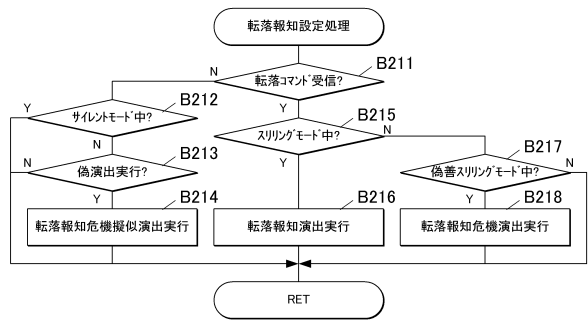 転落報知設定処理
転落コマンド受信?
B211
N
Y
サイレントモード中?
B212
Y
N
スリリングモード中?
B215
N
Y
偽演出実行?
B213
N
Y
偽善スリリングモード中?
B217
N
Y
転落報知危機擬似演出実行
B214
転落報知演出実行
B216
転落報知危機演出実行
B218
RET